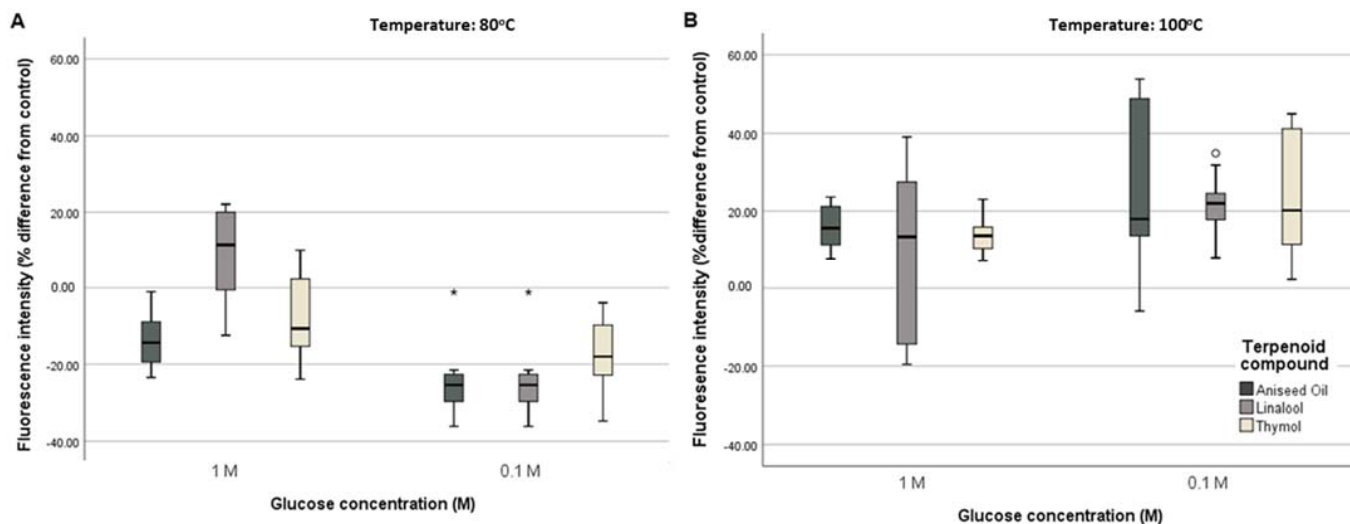 A
Temperature: 80°C
Fluorescence intensity (% difference from control)
60.00
40.00
20.00
0.00
-20.00
-40.00
1 M
0.1 M
Glucose concentration (M)
*
*
B
Temperature: 100°C
Fluoresence intensity (%difference from control)
60.00
40.00
20.00
0.00
-20.00
-40.00
1 M
0.1 M
Glucose concentration (M)
Terpenoid
compound
Aniseed Oil
Linalool
Thymol